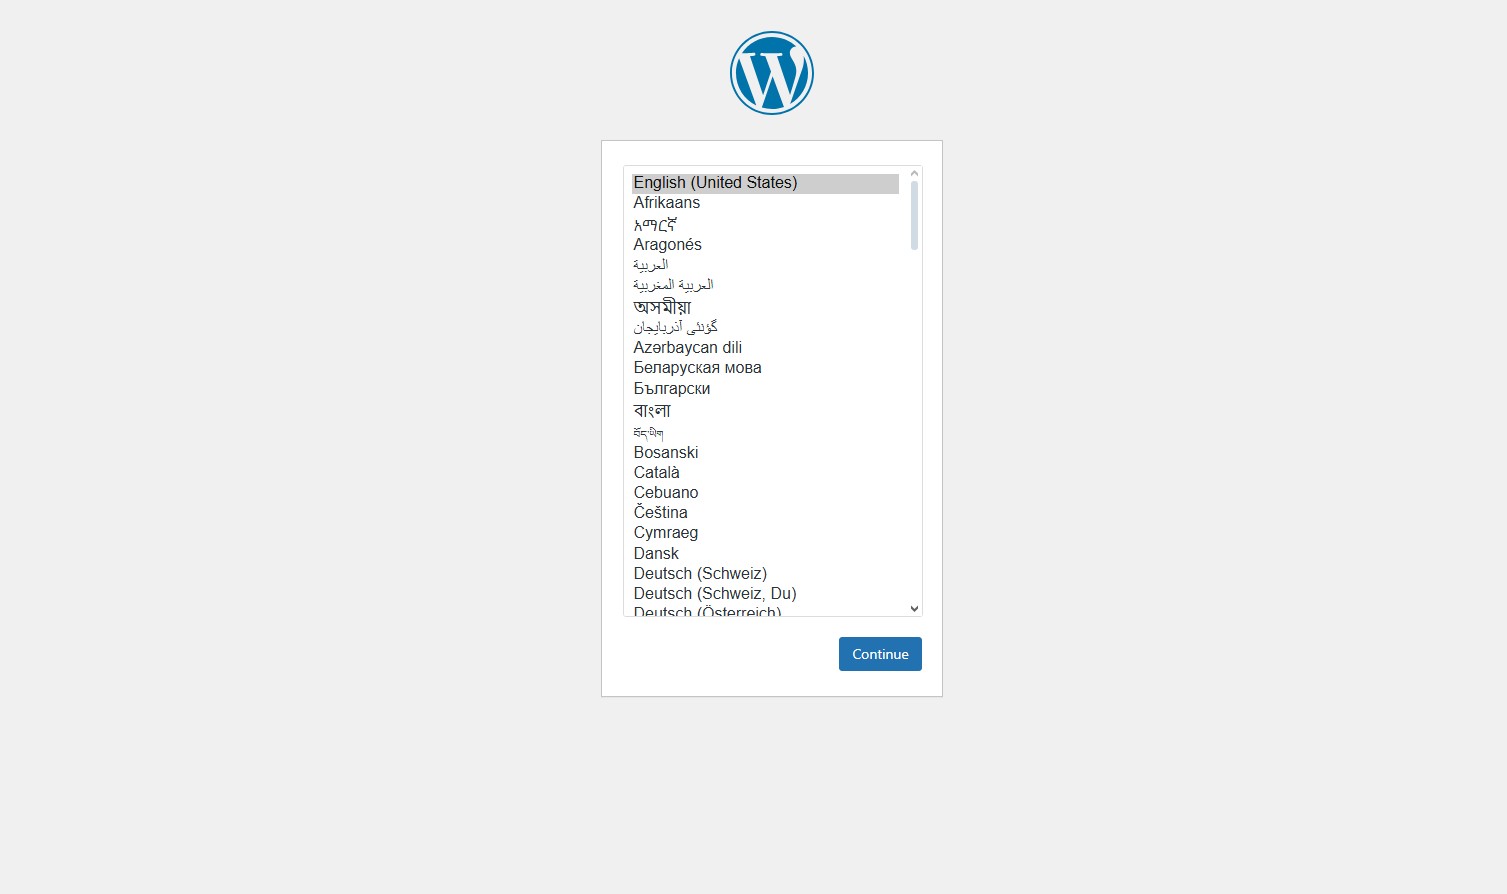 English (United States)
Afrikaans
አማርኛ
Aragonés
العربية
العربية المغربية
অসমীয়া
گؤنئی آذربایجان
Azərbaycan dili
Беларуская мова
Български
বাংলা
བོད་ཡིག
Bosanski
Català
Cebuano
Čeština
Cymraeg
Dansk
Deutsch (Schweiz)
Deutsch (Schweiz, Du)
Deutsch (Österreich)
Continue